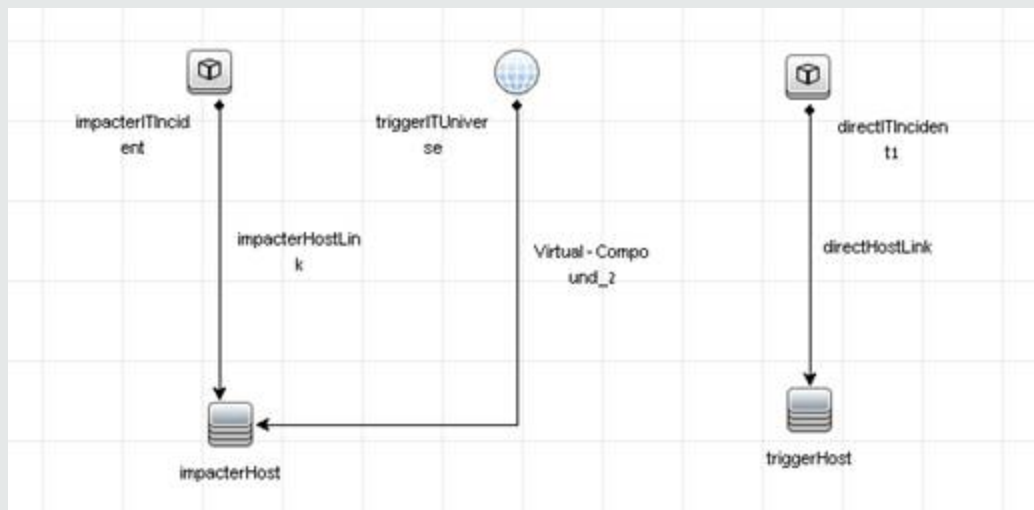 impacterITIncid
ent
triggerITUniver
se
directITInciden
t1
impacterHostLin
k
Virtual - Compo
und_2
directHostLink
impacterHost
triggerHost